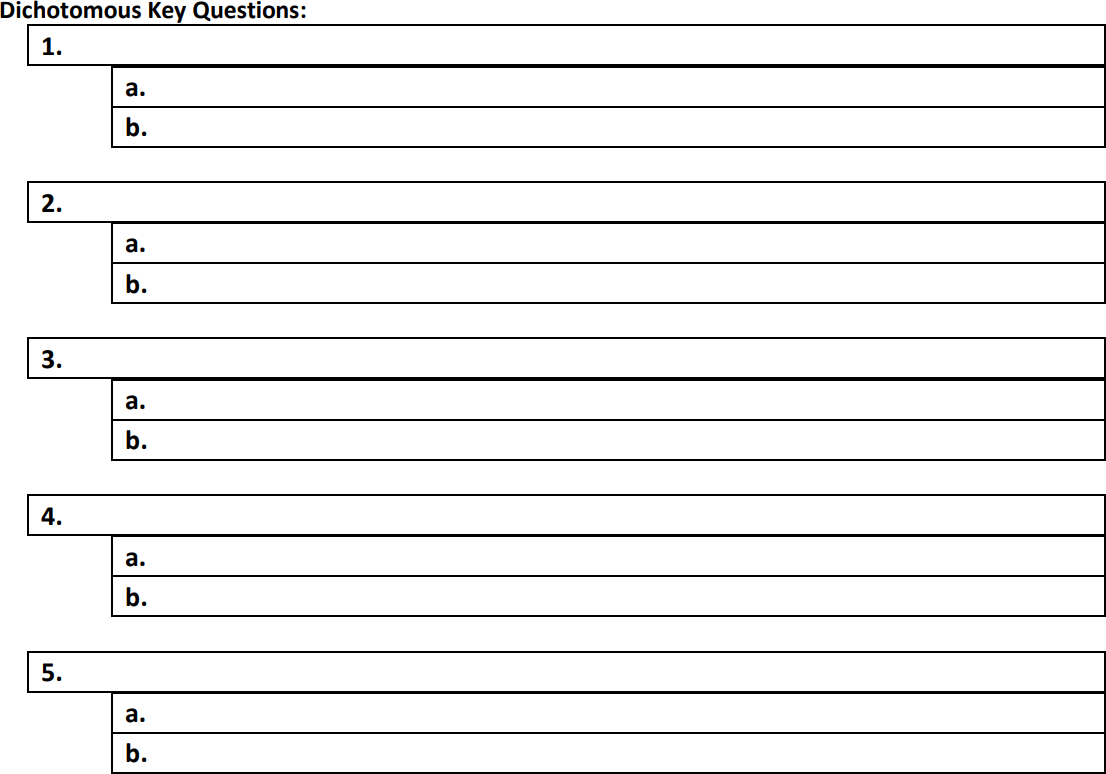 Dichotomous Key Questions:
1.
a.
b.
2.
a.
b.
3.
a.
b.
4.
a.
b.
5.
a.
b.